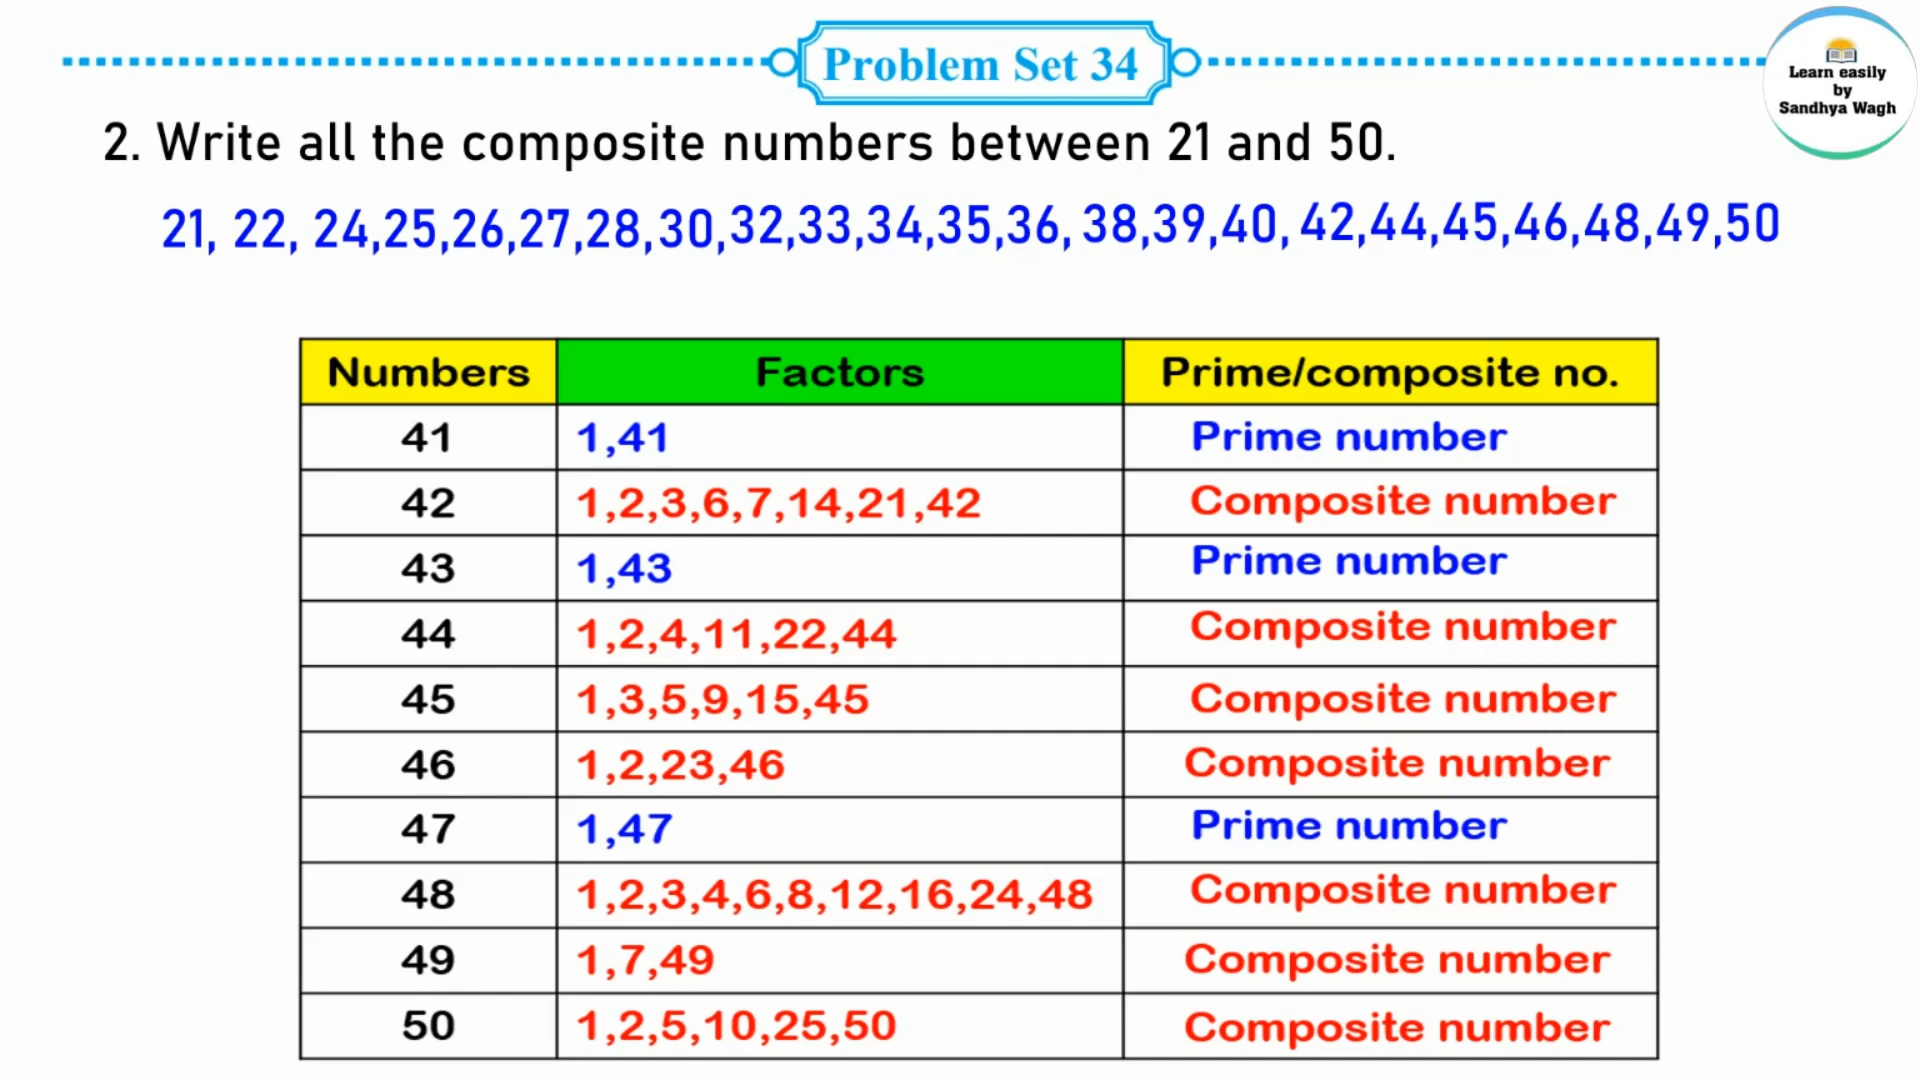 Problem Set 34
Learn easily
by
Sandhya Wagh
2. Write all the composite numbers between 21 and 50.
21, 22, 24,25,26,27,28,30,32,33,34,35,36, 38,39,40, 42,44,45,46,48,49,50
Numbers Factors Prime/composite no.
41 1,41 Prime number
42 1,2,3,6,7,14,21,42 Composite number
43 1,43 Prime number
44 1,2,4,11,22,44 Composite number
45 1,3,5,9,15,45 Composite number
46 1,2,23,46 Composite number
47 1,47 Prime number
48 1,2,3,4,6,8,12,16,24,48 Composite number
49 1,7,49 Composite number
50 1,2,5,10,25,50 Composite number